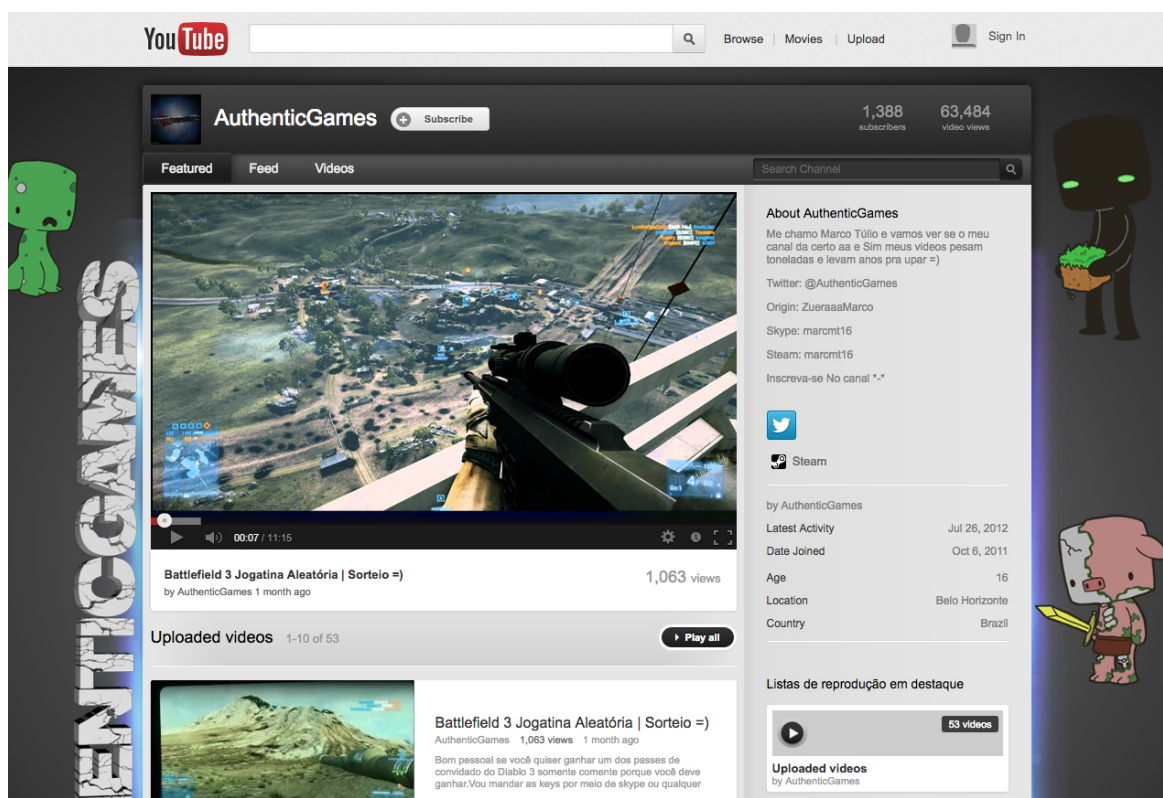 YouTube
Browse | Movies | Upload
Sign In
AuthenticGames
Subscribe
1,388
subscribers
63,484
video views
Featured
Feed
Videos
Search Channel
ENTICGAMES
00:07 / 11:15
Battlefield 3 Jogatina Aleatória | Sorteio =)
by AuthenticGames 1 month ago
1,063 views
Uploaded videos 1-10 of 53
Play all
Battlefield 3 Jogatina Aleatória | Sorteio =)
AuthenticGames 1,063 views 1 month ago
Bom pessoal se você quiser ganhar um dos passes de
convidado do Diablo 3 somente comente porque você deve
ganhar.Vou mandar as keys por meio de skype ou qualquer
About AuthenticGames
Me chamo Marco Túlio e vamos ver se o meu
canal da certo aa e Sim meus videos pesam
toneladas e levam anos pra upar =)
Twitter: @AuthenticGames
Origin: ZueraaaMarco
Skype: marcmt16
Steam: marcmt16
Inscreva-se No canal *-*
Steam
by AuthenticGames
Latest Activity Jul 26, 2012
Date Joined Oct 6, 2011
Age 16
Location Belo Horizonte
Country Brazil
Listas de reprodução em destaque
53 videos
Uploaded videos
by AuthenticGames